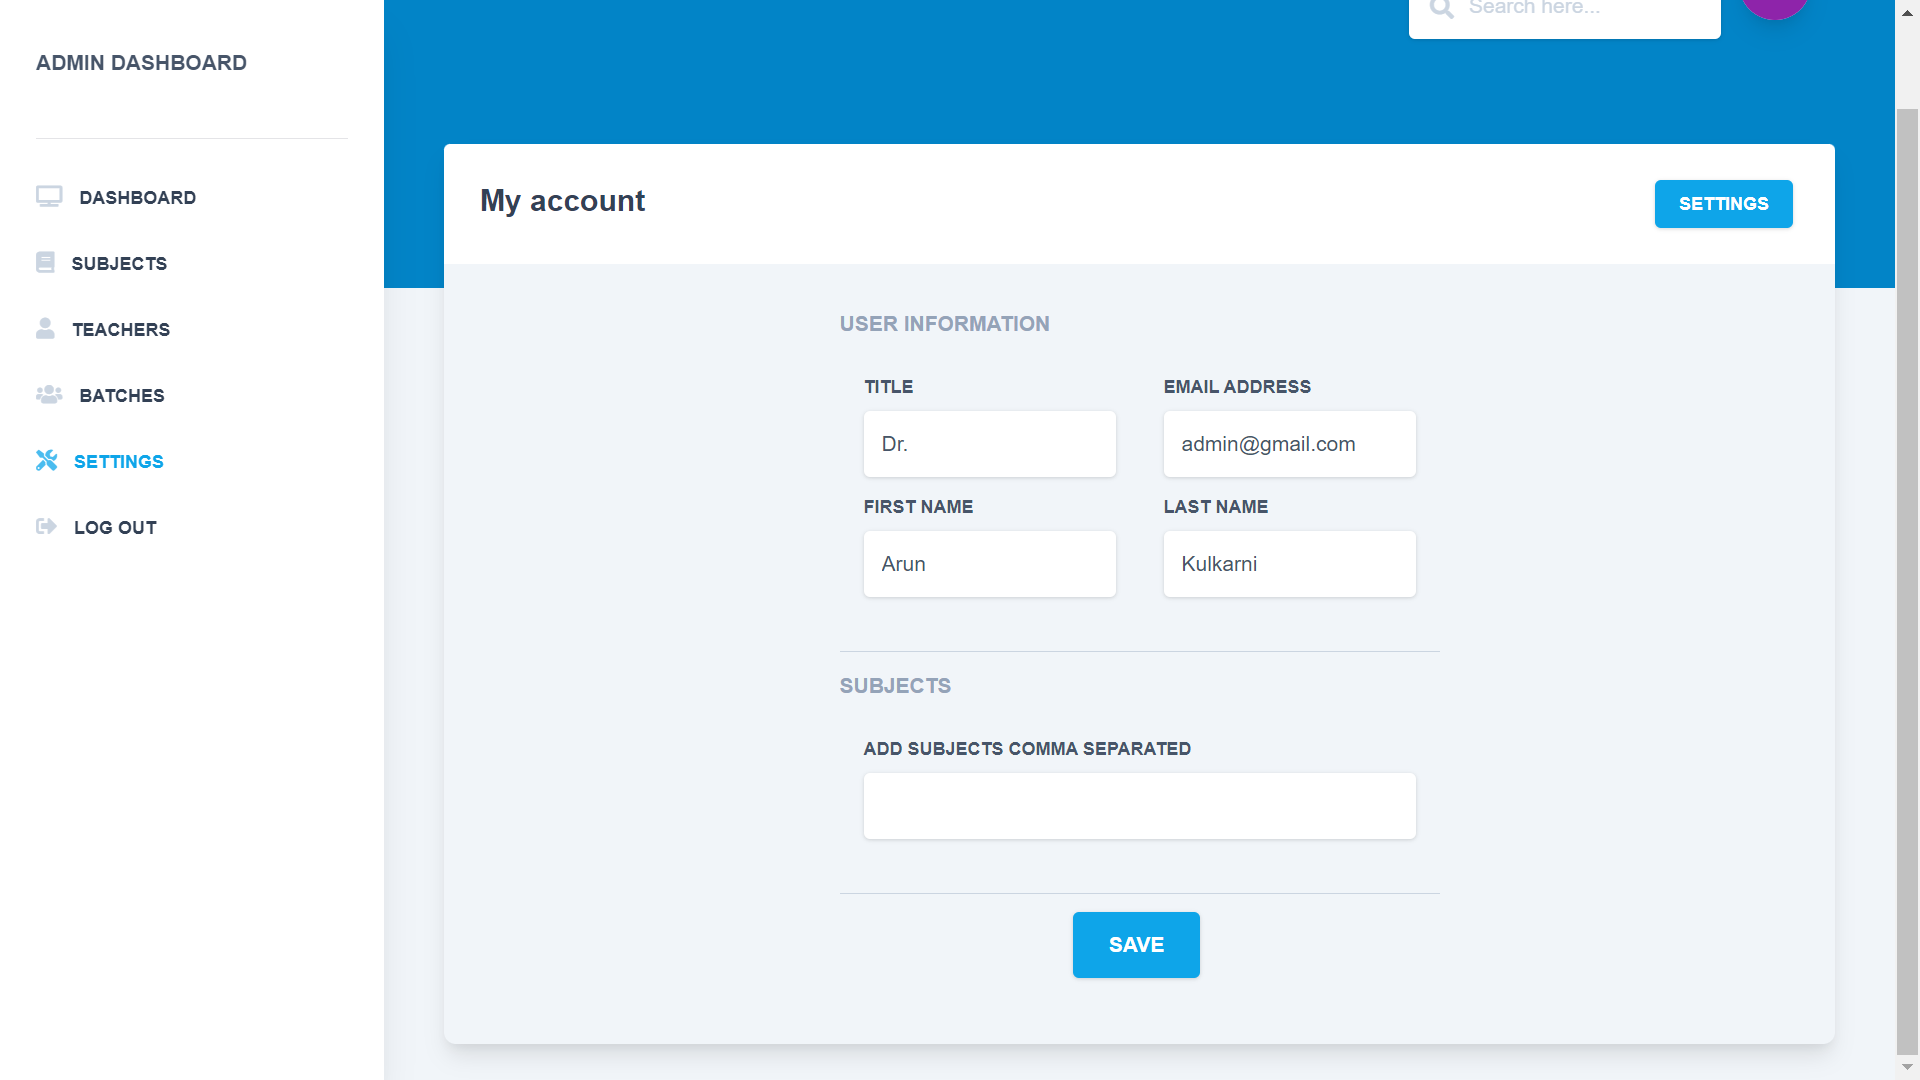 Search here...
ADMIN DASHBOARD
DASHBOARD
SUBJECTS
TEACHERS
BATCHES
SETTINGS
LOG OUT
My account
SETTINGS
USER INFORMATION
TITLE
EMAIL ADDRESS
Dr.
admin@gmail.com
FIRST NAME
LAST NAME
Arun
Kulkarni
SUBJECTS
ADD SUBJECTS COMMA SEPARATED
SAVE